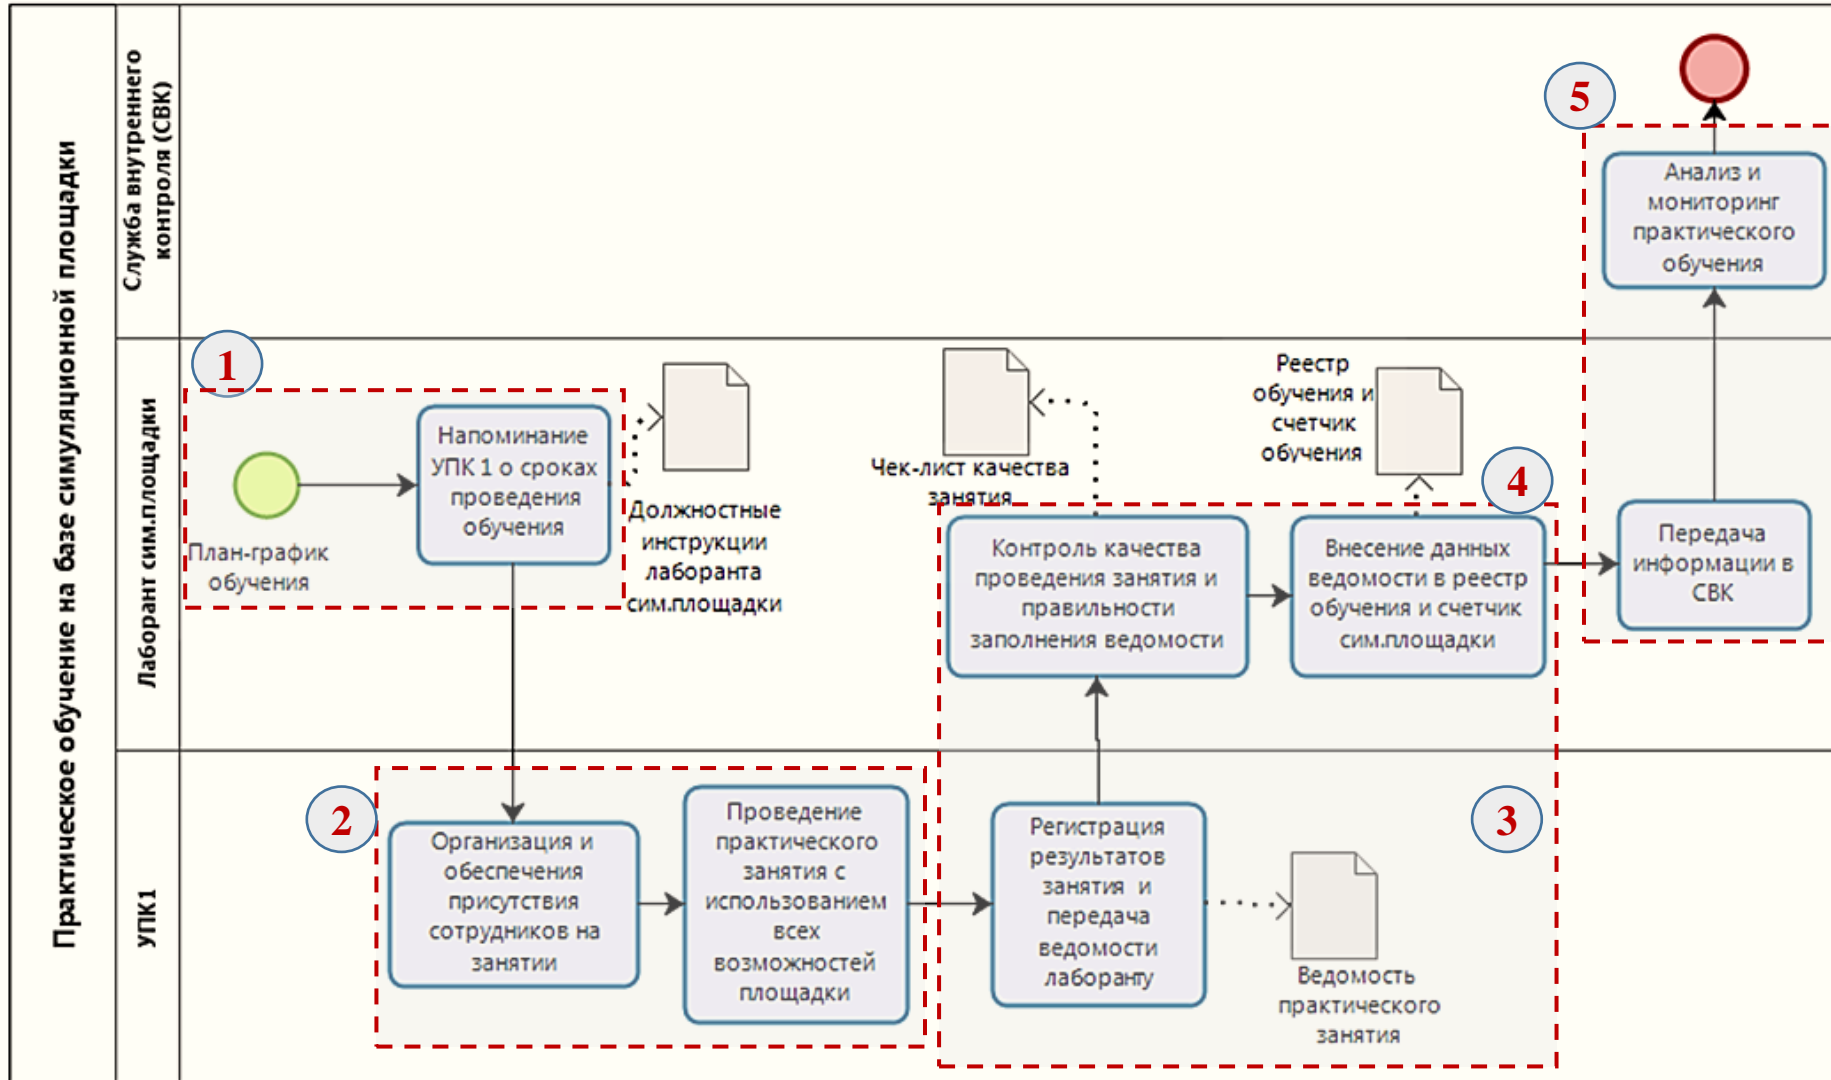 Практическое обучение на базе симуляционной площадки
Служба внутреннего
контроля (СВК)
5
Анализ и
мониторинг
практического
обучения
Лаборант сим.площадки
1
План-график
обучения
Напоминание
УПК 1 о сроках
проведения
обучения
Должностные
инструкции
лаборанта
сим.площадки
Чек-лист качества
занятия
Реестр
обучения и
счетчик
обучения
4
Контроль качества
проведения занятия и
правильности
заполнения ведомости
Внесение данных
ведомости в реестр
обучения и счетчик
сим.площадки
Передача
информации в
СВК
УПК1
2
Организация и
обеспечения
присутствия
сотрудников на
занятии
Проведение
практического
занятия с
использованием
всех
возможностей
площадки
Регистрация
результатов
занятия и
передача
ведомости
лаборанту
3
Ведомость
практического
занятия